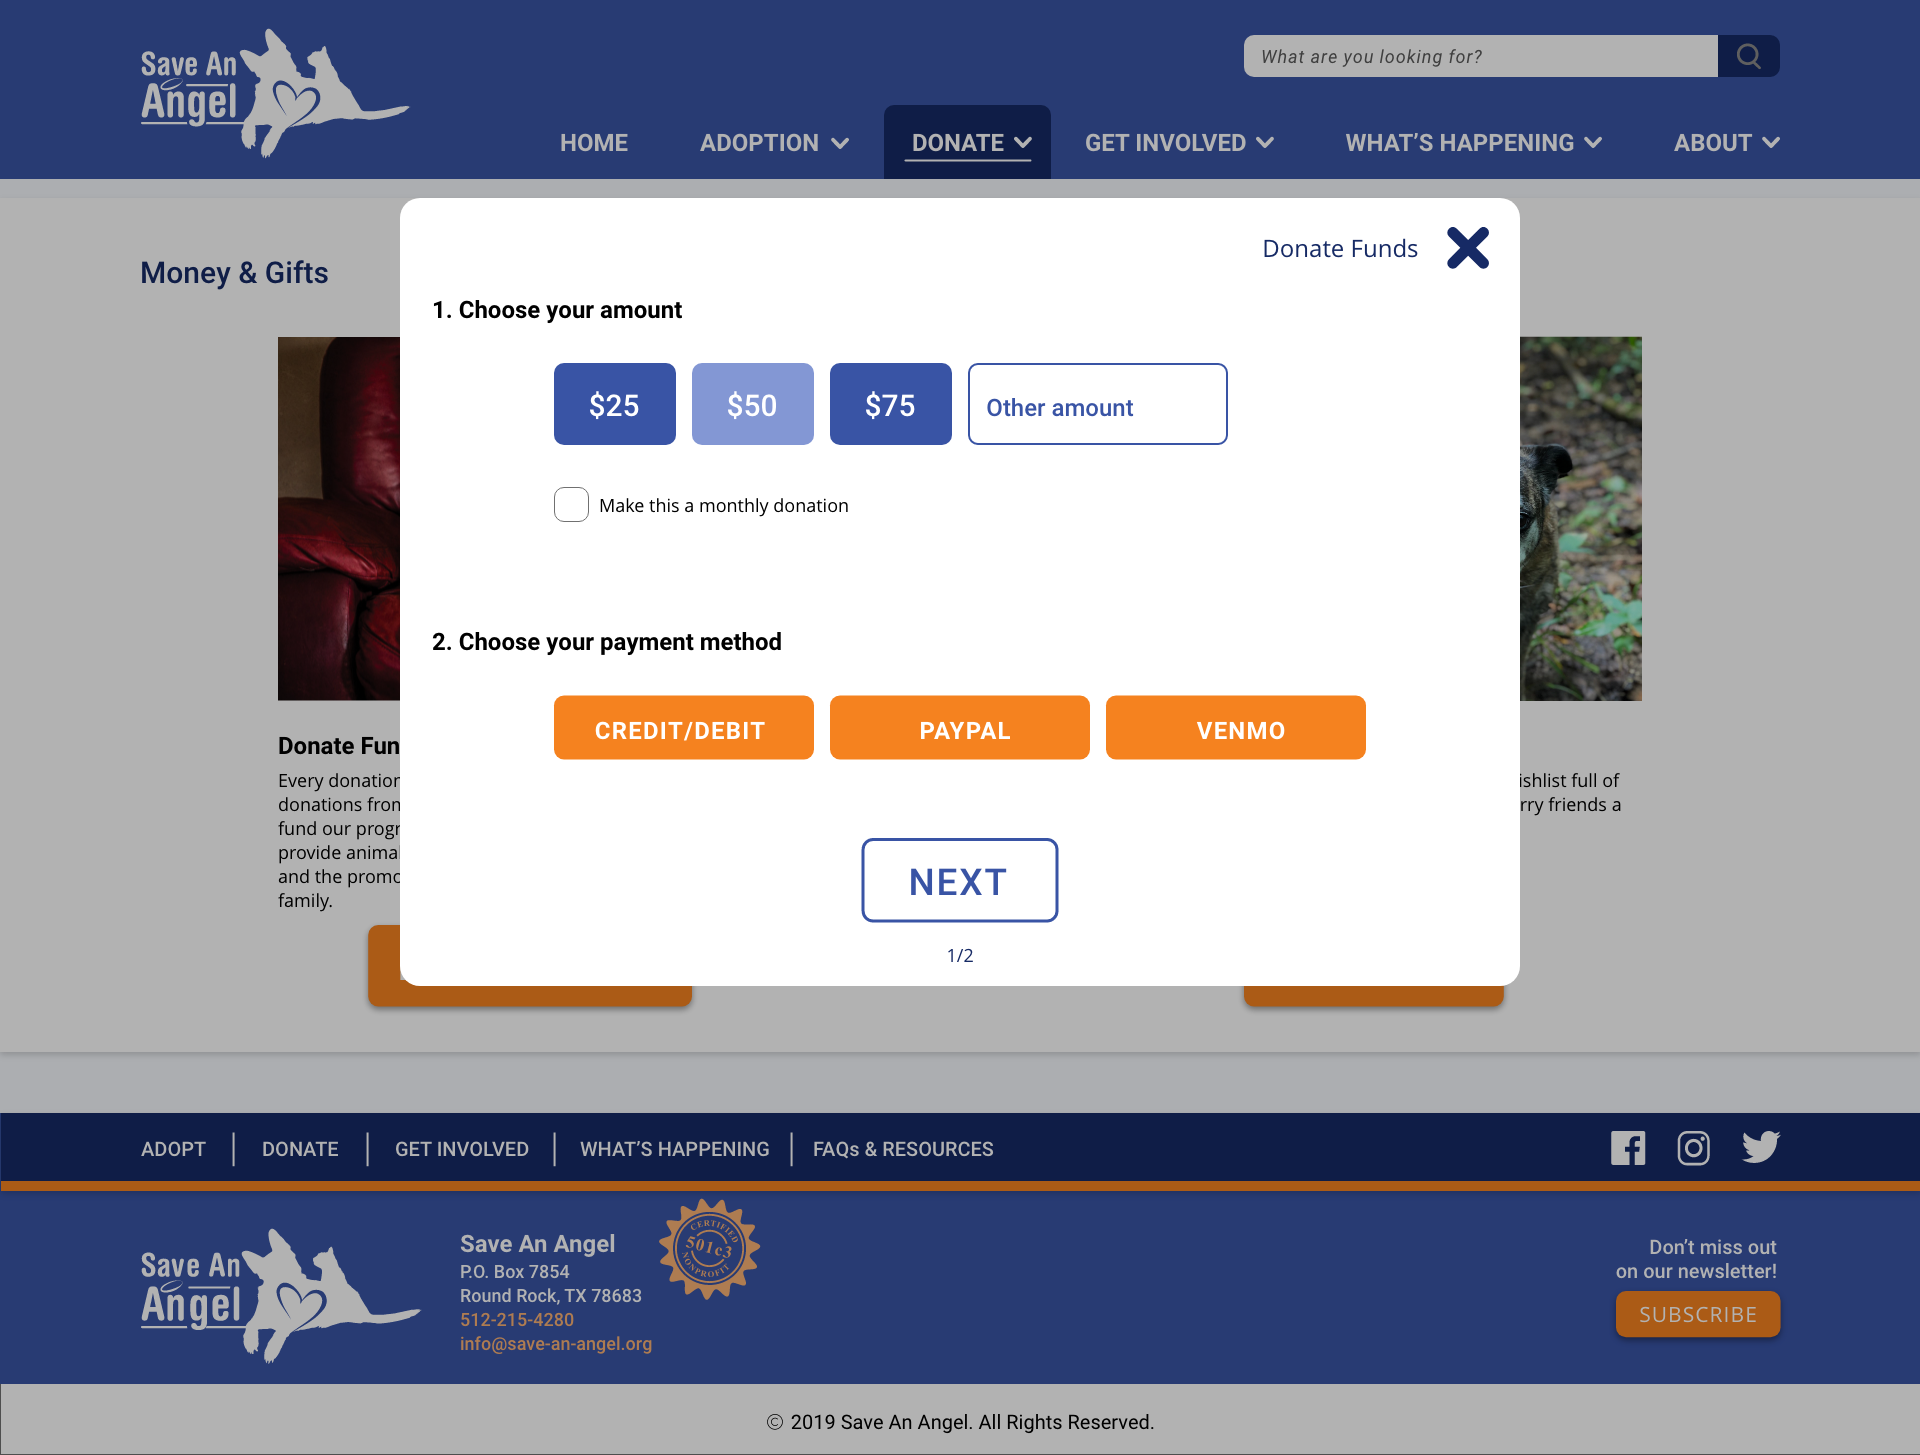 Save An
Angel
What are you looking for?
HOME
ADOPTION
DONATE
GET INVOLVED
WHAT’S HAPPENING
ABOUT
Money & Gifts
Donate Funds
1. Choose your amount
$25
$50
$75
Other amount
Make this a monthly donation
2. Choose your payment method
CREDIT/DEBIT
PAYPAL
VENMO
NEXT
1/2
Donate Fun
Every donation
donations from
fund our progr
provide anima
and the promo
family.
ishlist full of
rry friends a
ADOPT
DONATE
GET INVOLVED
WHAT’S HAPPENING
FAQs & RESOURCES
Save An
Angel
Save An Angel
P.O. Box 7854
Round Rock, TX 78683
512-215-4280
info@save-an-angel.org
CERTIFIED
501c3
NONPROFIT
Don’t miss out
on our newsletter!
SUBSCRIBE
© 2019 Save An Angel. All Rights Reserved.